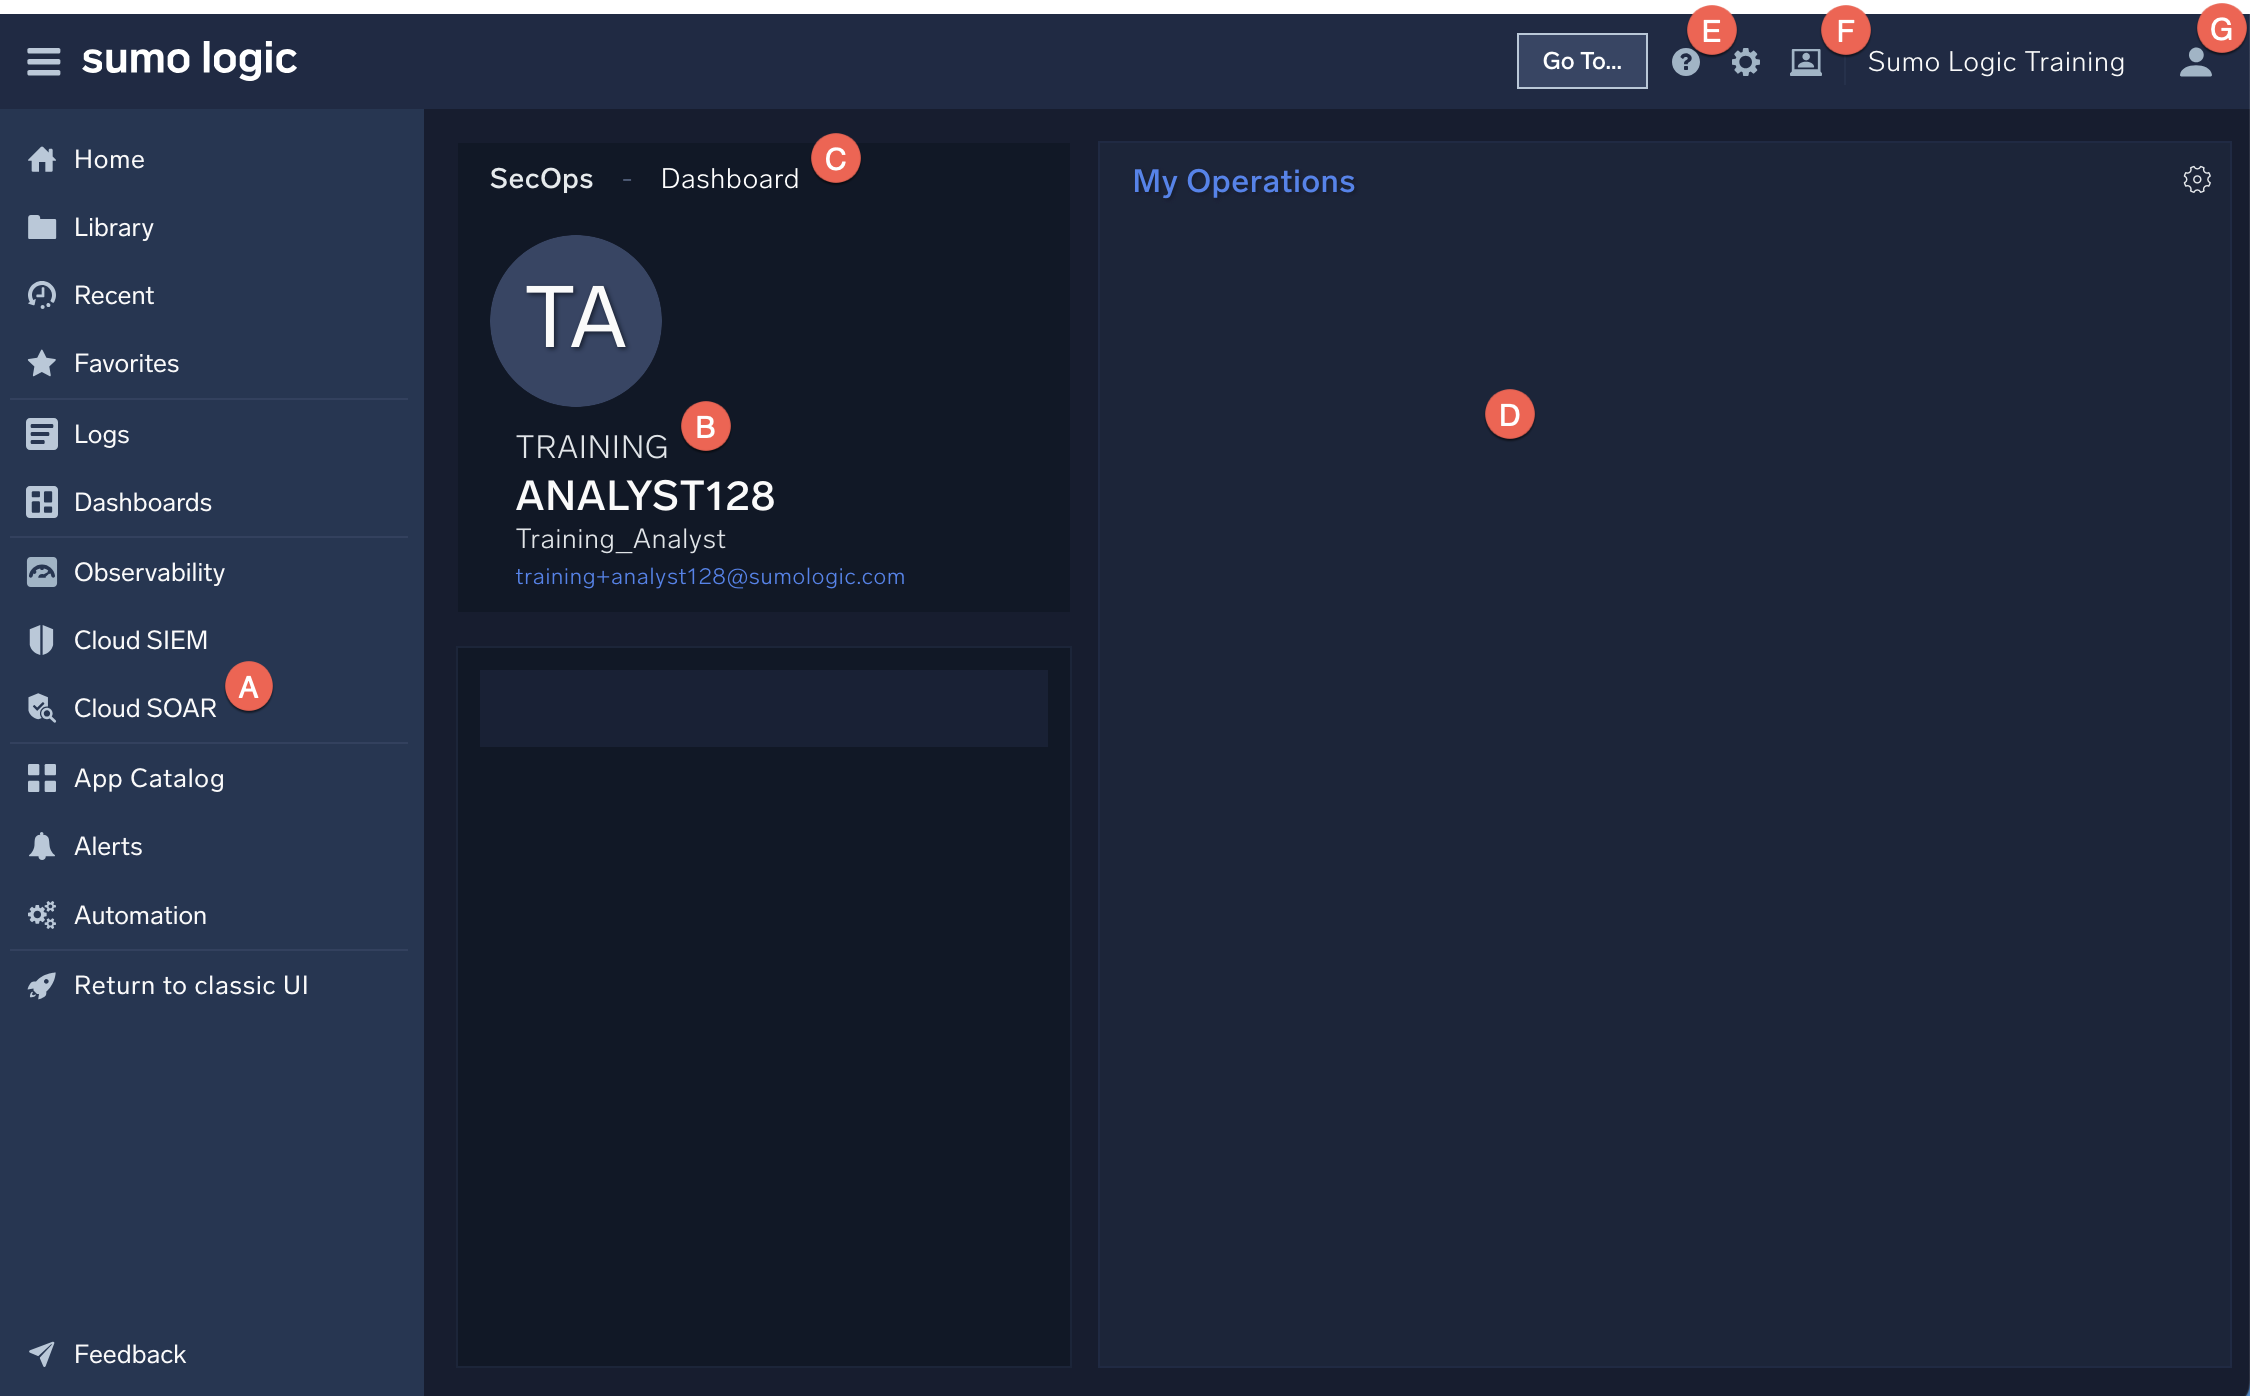 sumo logic
Go To...
?
E
F
Sumo Logic Training
G
Home
Library
Recent
Favorites
Logs
Dashboards
Observability
Cloud SIEM
Cloud SOAR
A
App Catalog
Alerts
Automation
Return to classic UI
Feedback
SecOps - Dashboard
C
TA
TRAINING
B
ANALYST128
Training_Analyst
training+analyst128@sumologic.com
My Operations
D